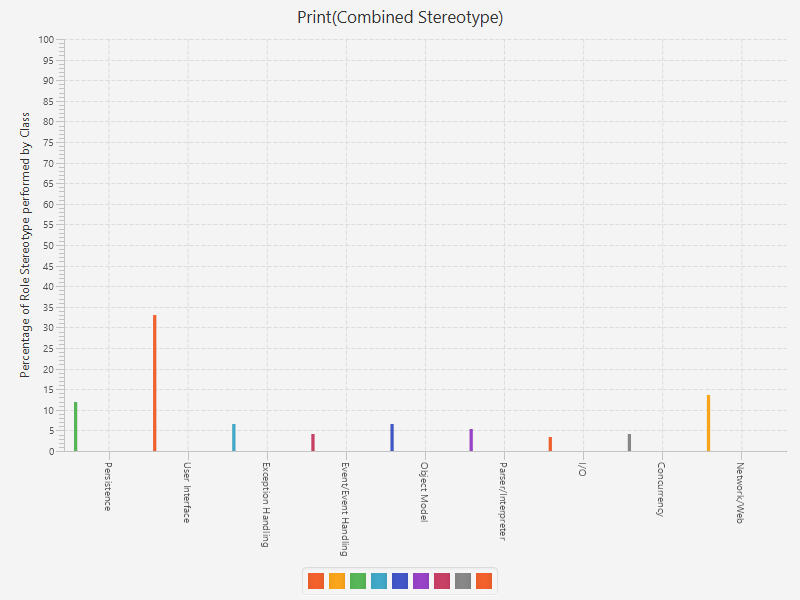 Print(Combined Stereotype)
Percentage of Role Stereotype performed by Class
100
95
90
85
80
75
70
65
60
55
50
45
40
35
30
25
20
15
10
5
0
Persistence
User Interface
Exception Handling
Event/Event Handling
Object Model
Parser/Interpreter
I/O
Concurrency
Network/Web